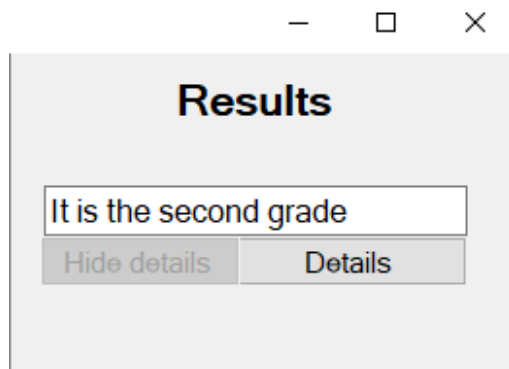 Results
It is the second grade
Hide details Details